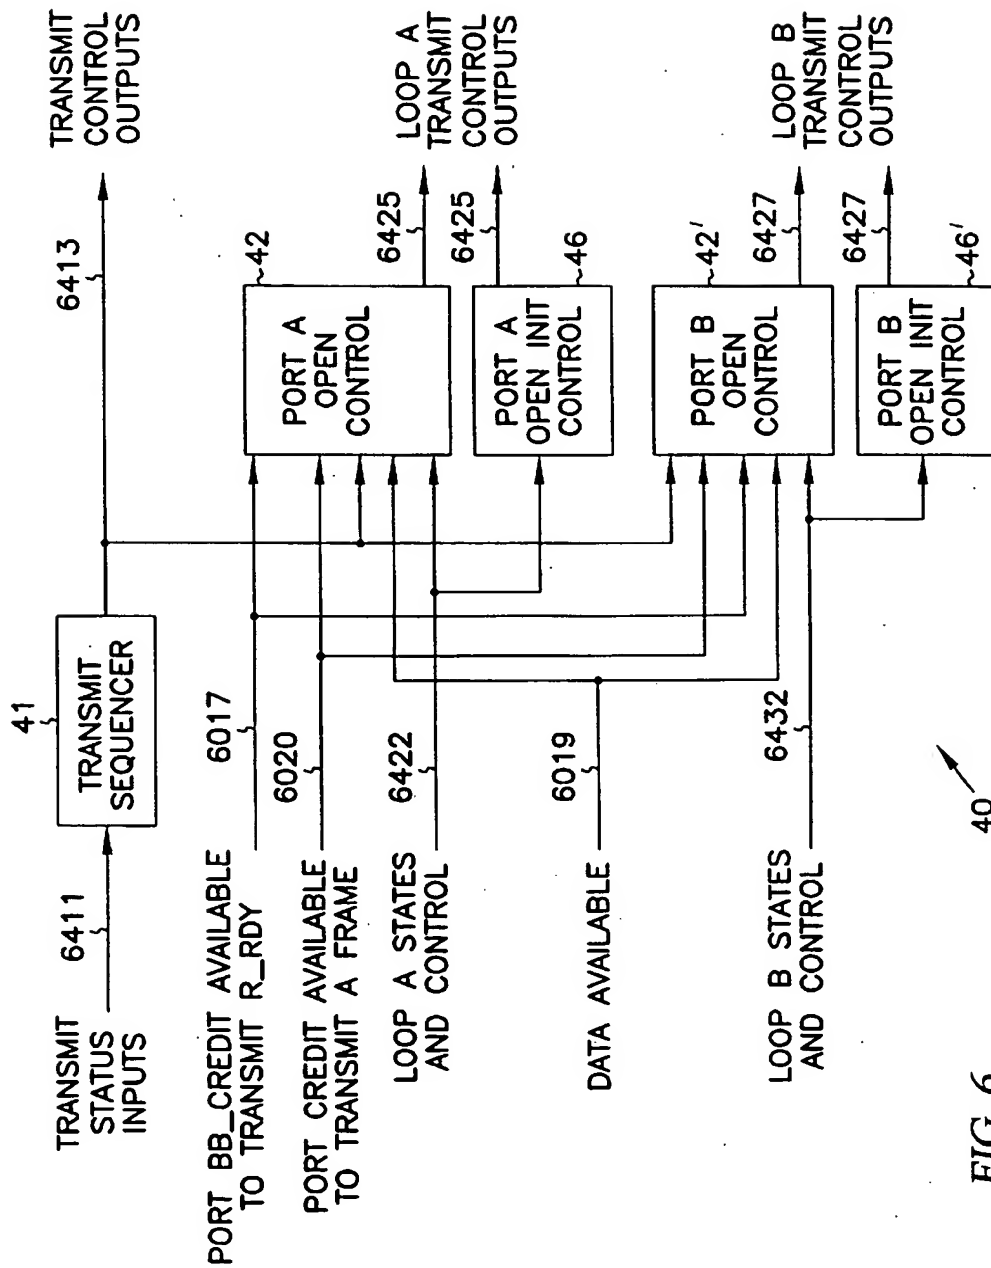 TRANSMIT
STATUS
INPUTS
6411
41
TRANSMIT
SEQUENCER
6413
TRANSMIT
CONTROL
OUTPUTS
PORT BB_CREDIT AVAILABLE
TO TRANSMIT R_RDY
6017
PORT CREDIT AVAILABLE
TO TRANSMIT A FRAME
6020
LOOP A STATES
AND CONTROL
6422
DATA AVAILABLE
6019
LOOP B STATES
AND CONTROL
6432
PORT A
OPEN
CONTROL
42
6425
LOOP A
TRANSMIT
CONTROL
OUTPUTS
PORT A
OPEN INIT
CONTROL
46
6425
PORT B
OPEN
CONTROL
42'
6427
LOOP B
TRANSMIT
CONTROL
OUTPUTS
PORT B
OPEN INIT
CONTROL
46'
6427
40
FIG. 6